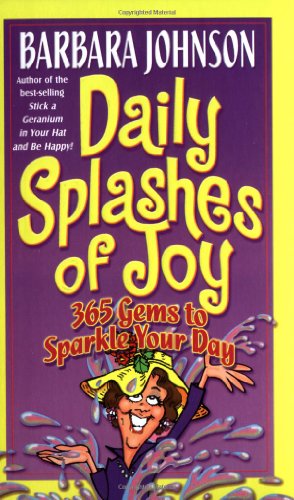 BARBARA JOHNSON
Author of the
best-selling
Stick a
Geranium
in Your Hat
and Be Happy!
Daily
Splashes
of Joy
365 Gems to
Sparkle Your Day